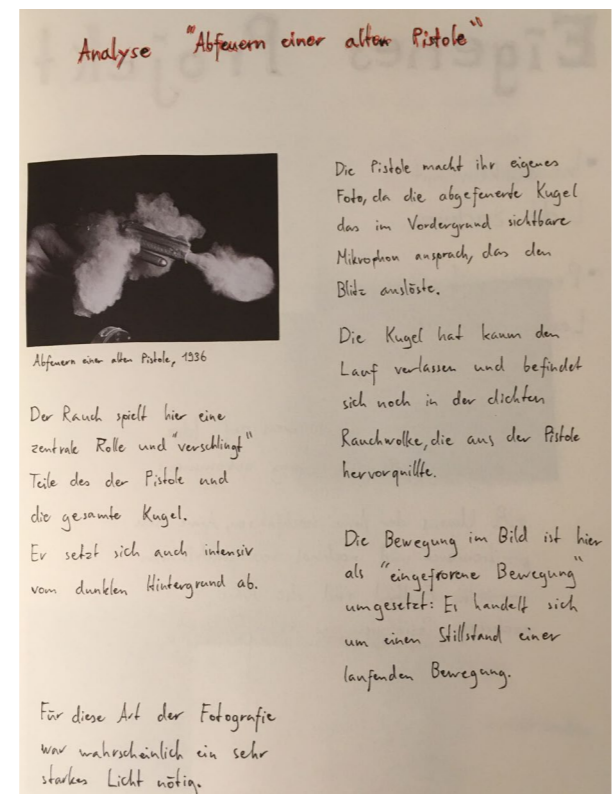 Analyse "Abfeuern einer alten Pistole"
Abfeuern einer alten Pistole, 1936
Der Rauch spielt hier eine
zentrale Rolle und "verschlingt"
Teile des der Pistole und
die gesamte Kugel.
Er setzt sich auch intensiv
vom dunklen Hintergrund ab.
Für diese Art der Fotografie
war wahrscheinlich ein sehr
starkes Licht nötig.
Die Pistole macht ihr eigenes
Foto, da die abgefeuerte Kugel
das im Vordergrund sichtbare
Mikrophon ansprach, das den
Blitz auslöste.
Die Kugel hat kaum den
Lauf verlassen und befindet
sich noch in der dichten
Rauchwolke, die aus der Pistole
hervorquillte.
Die Bewegung im Bild ist hier
als "eingefrorene Bewegung"
umgesetzt: Es handelt sich
um einen Stillstand einer
laufenden Bewegung.